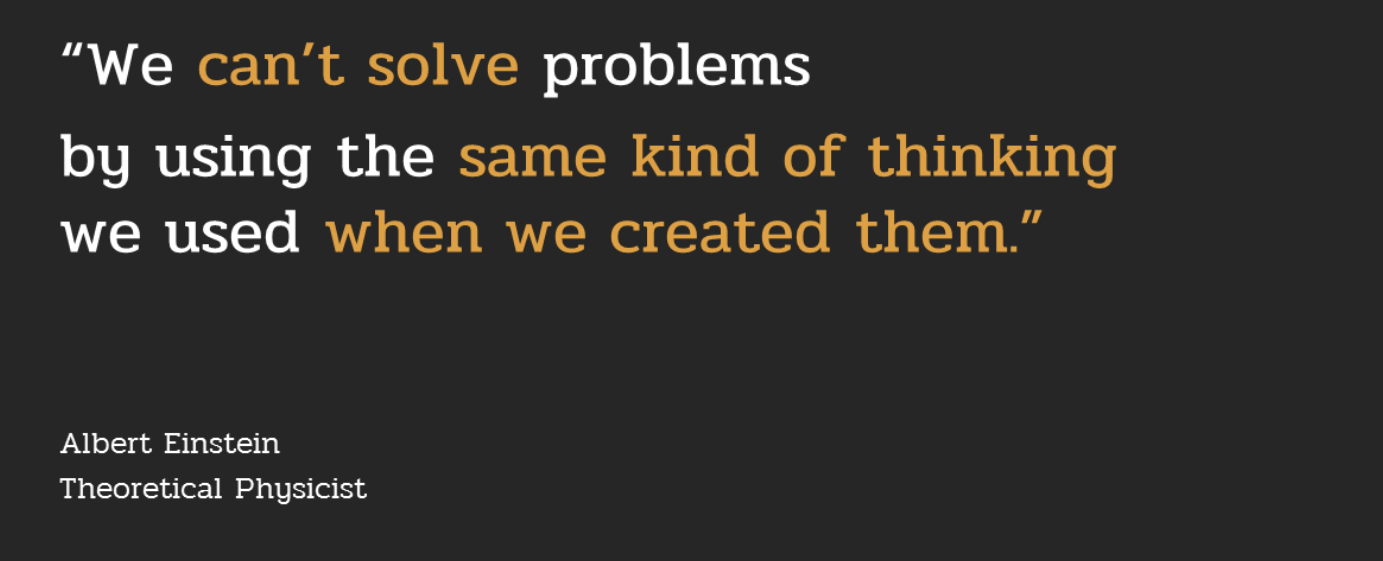 “We can’t solve problems
by using the same kind of thinking
we used when we created them.”
Albert Einstein
Theoretical Physicist